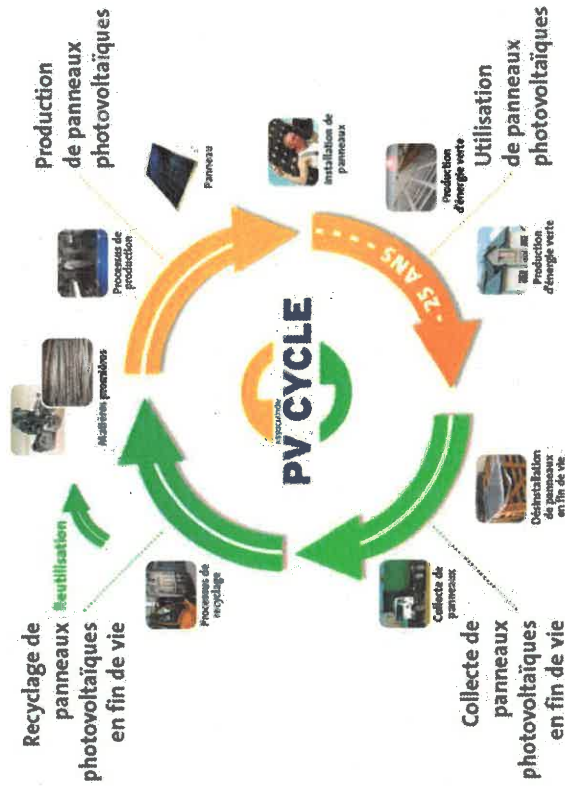 Recyclage de
panneaux
photovoltaïques
en fin de vie
Réutilisation
Matières premières
Processus de
production
Production
de panneaux
photovoltaïques
Panneau
Processus de
recyclage
association
PV CYCLE
Installation de
panneaux
- 25 ANS -
Production
d'énergie verte
Collecte de
panneaux
Désinstallation
de panneaux
en fin de vie
Production
d'énergie verte
Utilisation
de panneaux
photovoltaïques
Collecte de
panneaux
photovoltaïques
en fin de vie